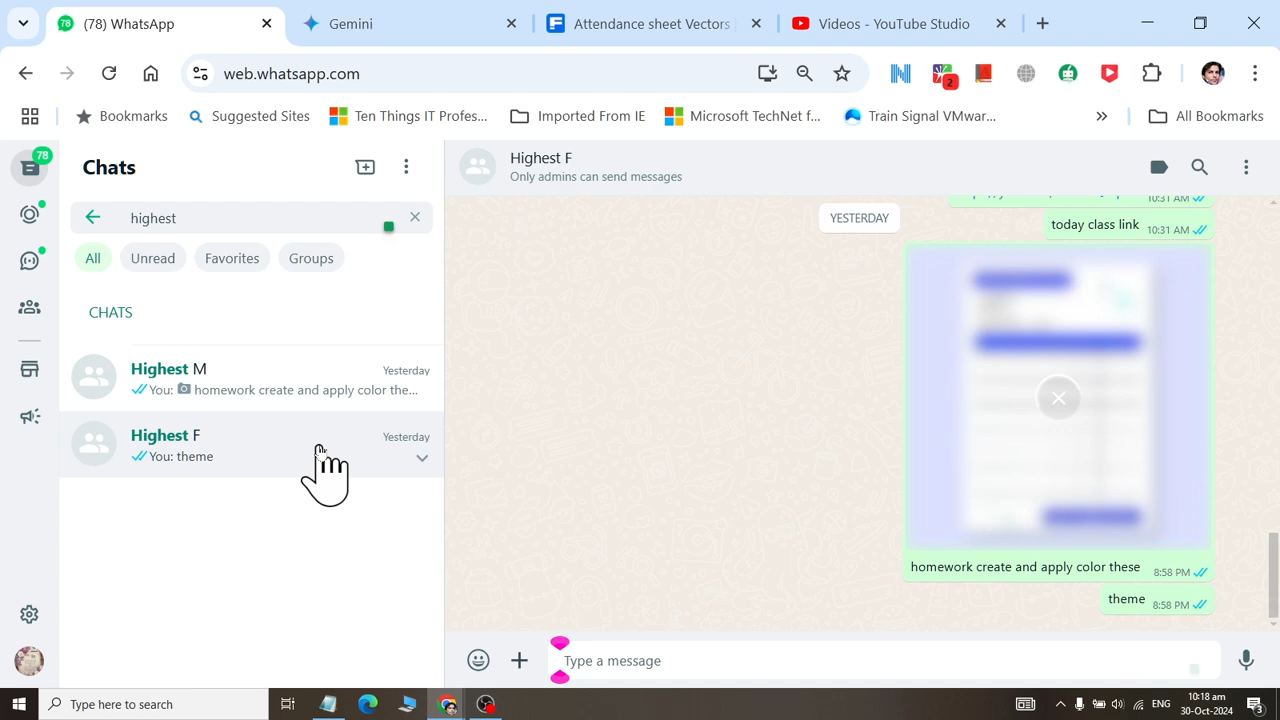 78
(78) WhatsApp
Gemini
Attendance sheet Vectors
Videos - YouTube Studio
web.whatsapp.com
2
Bookmarks
Suggested Sites
Ten Things IT Profes...
Imported From IE
Microsoft TechNet f...
Train Signal VMwar...
All Bookmarks
78
Chats
highest
All
Unread
Favorites
Groups
CHATS
Highest M
Yesterday
You: homework create and apply color the...
Highest F
Yesterday
You: theme
Highest F
Only admins can send messages
10:31 AM
YESTERDAY
today class link
10:31 AM
homework create and apply color these
8:58 PM
theme
8:58 PM
Type a message
Type here to search
ENG
10:18 am
30-Oct-2024
3